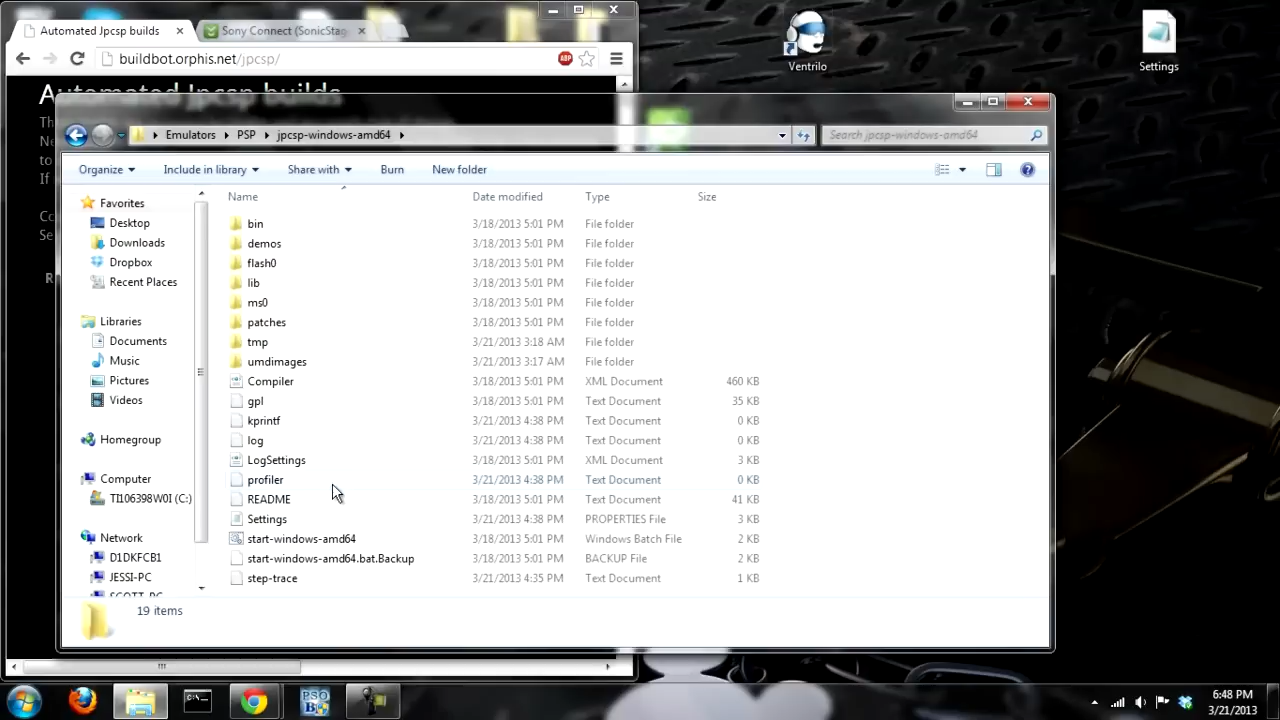 Automated Jpcsp builds
Sony Connect (SonicStag
Ventrilo
Settings
buildbot.orphis.net/jpcsp/
ABP
Automated Jpcsp builds
Th
Ne
to
If
Co
Se
R
Emulators
PSP
jpcsp-windows-amd64
Search jpcsp-windows-amd64
Organize
Include in library
Share with
Burn
New folder
Name
Date modified
Type
Size
Favorites
Desktop
Downloads
Dropbox
Recent Places
Libraries
Documents
Music
Pictures
Videos
Homegroup
Computer
TI106398W0I (C:)
Network
D1DKFCB1
JESSI-PC
SCOTT-PC
bin 3/18/2013 5:01 PM File folder
demos 3/18/2013 5:01 PM File folder
flash0 3/18/2013 5:01 PM File folder
lib 3/18/2013 5:01 PM File folder
ms0 3/18/2013 5:01 PM File folder
patches 3/18/2013 5:01 PM File folder
tmp 3/21/2013 3:18 AM File folder
umdimages 3/21/2013 3:17 AM File folder
Compiler 3/18/2013 5:01 PM XML Document 460 KB
gpl 3/18/2013 5:01 PM Text Document 35 KB
kprintf 3/21/2013 4:38 PM Text Document 0 KB
log 3/21/2013 4:38 PM Text Document 0 KB
LogSettings 3/18/2013 5:01 PM XML Document 3 KB
profiler 3/21/2013 4:38 PM Text Document 0 KB
README 3/18/2013 5:01 PM Text Document 41 KB
Settings 3/21/2013 4:38 PM PROPERTIES File 3 KB
start-windows-amd64 3/18/2013 5:01 PM Windows Batch File 2 KB
start-windows-amd64.bat.Backup 3/18/2013 5:01 PM BACKUP File 2 KB
step-trace 3/21/2013 4:35 PM Text Document 1 KB
19 items
PSO
B
6:48 PM
3/21/2013